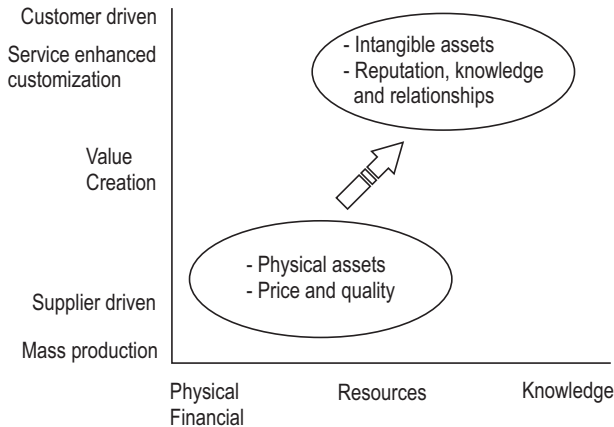 Customer driven
Service enhanced
customization
- Intangible assets
- Reputation, knowledge
and relationships
Value
Creation
- Physical assets
- Price and quality
Supplier driven
Mass production
Physical
Financial
Resources
Knowledge